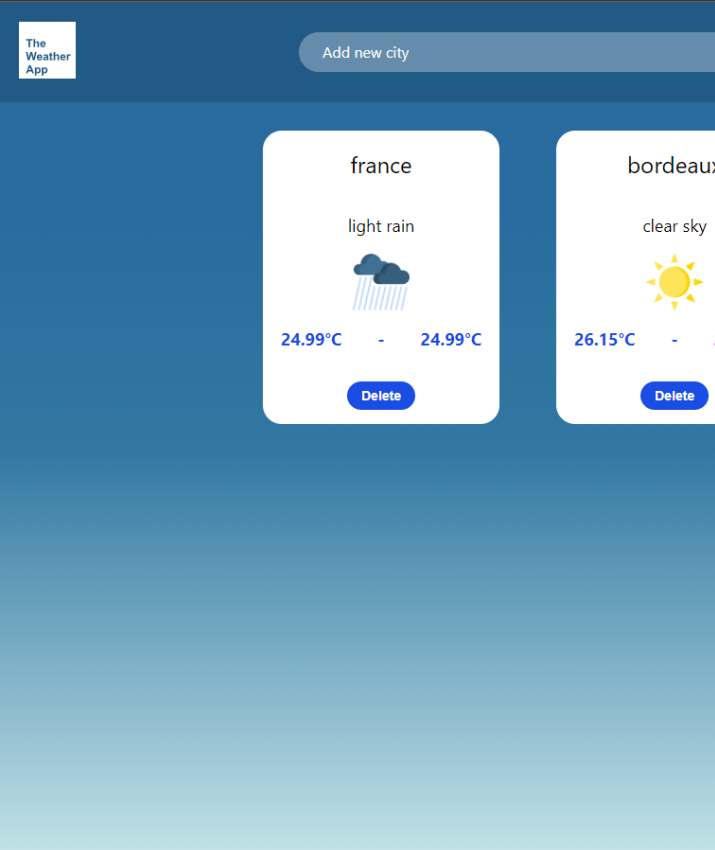 The
Weather
App
Add new city
france
light rain
24.99°C - 24.99°C
Delete
bordeaux
clear sky
26.15°C -
Delete